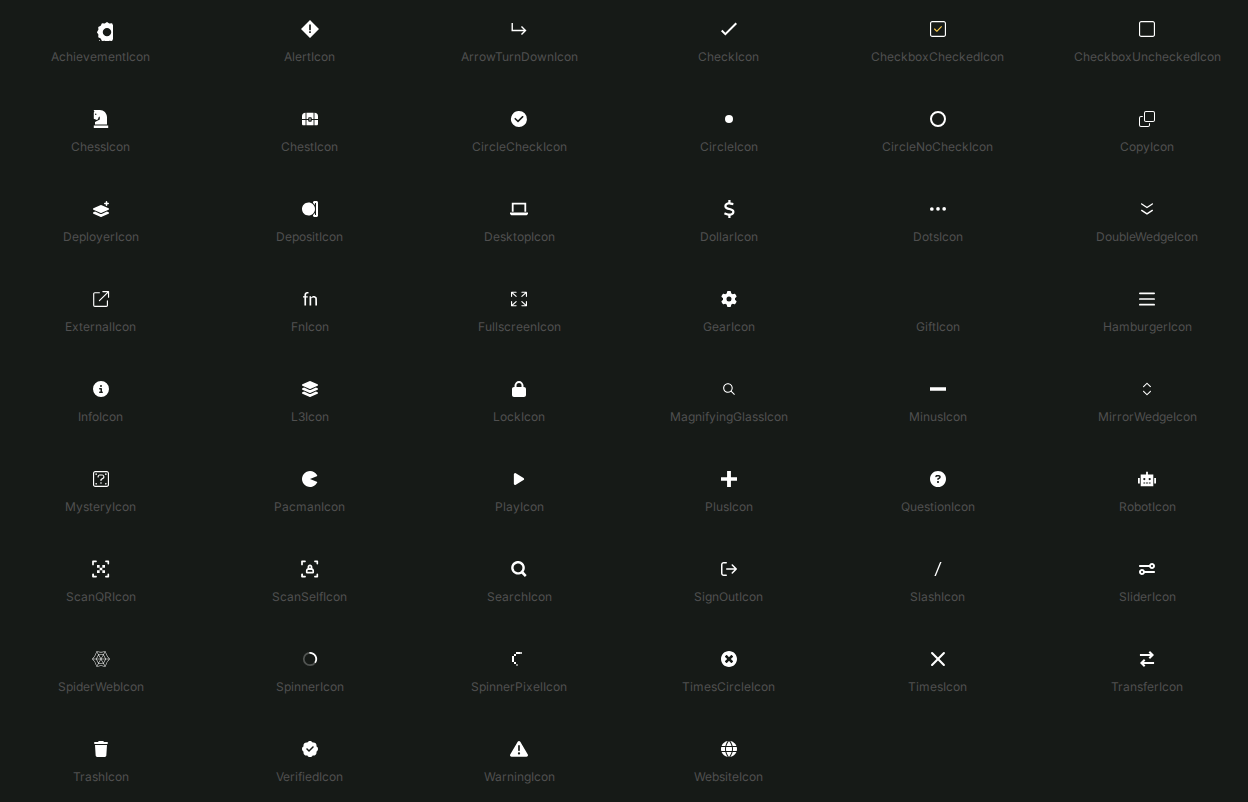 AchievementIcon AlertIcon ArrowTurnDownIcon CheckIcon CheckboxCheckedIcon CheckboxUncheckedIcon
ChessIcon ChestIcon CircleCheckIcon CircleIcon CircleNoCheckIcon CopyIcon
DeployerIcon DepositIcon DesktopIcon DollarIcon DotsIcon DoubleWedgeIcon
fn
ExternalIcon FnIcon FullscreenIcon GearIcon GiftIcon HamburgerIcon
InfoIcon L3Icon LockIcon MagnifyingGlassIcon MinusIcon MirrorWedgeIcon
MysteryIcon PacmanIcon PlayIcon PlusIcon QuestionIcon RobotIcon
ScanQRIcon ScanSelfIcon SearchIcon SignOutIcon SlashIcon SliderIcon
SpiderWebIcon SpinnerIcon SpinnerPixelIcon TimesCircleIcon TimesIcon TransferIcon
TrashIcon VerifiedIcon WarningIcon WebsiteIcon